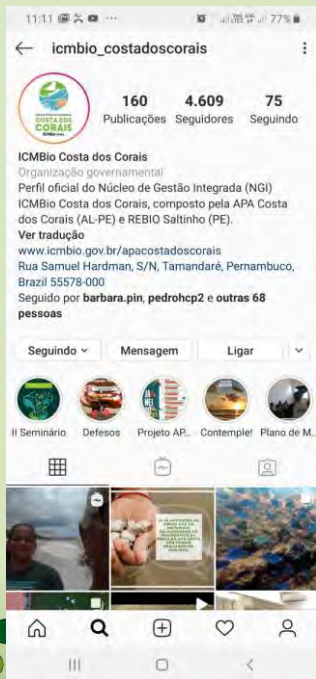 11:11 77%
icmbio_costadoscorais
COSTA DOS
CORAIS
160 4.609 75
Publicações Seguidores Seguindo
ICMBio Costa dos Corais
Organização governamental
Perfil oficial do Núcleo de Gestão Integrada (NGI)
ICMBio Costa dos Corais, composto pela APA Costa
dos Corais (AL-PE) e REBIO Saltinho (PE).
Ver tradução
www.icmbio.gov.br/apacostadoscorais
Rua Samuel Hardman, S/N, Tamandaré, Pernambuco,
Brazil 55578-000
Seguido por barbara.pin, pedrohcp2 e outras 68
pessoas
Seguindo Mensagem Ligar
II Seminário Defesos Projeto AP... Contemple! Plano de M...